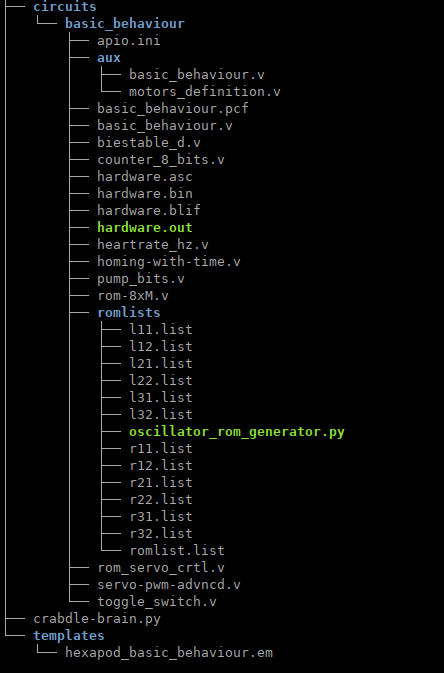 circuits
basic_behaviour
apio.ini
aux
basic_behaviour.v
motors_definition.v
basic_behaviour.pcf
basic_behaviour.v
biestable_d.v
counter_8_bits.v
hardware.asc
hardware.bin
hardware.blif
hardware.out
heartrate_hz.v
homing-with-time.v
pump_bits.v
rom-8xM.v
romlists
l11.list
l12.list
l21.list
l22.list
l31.list
l32.list
oscillator_rom_generator.py
r11.list
r12.list
r21.list
r22.list
r31.list
r32.list
romlist.list
rom_servo_crtl.v
servo-pwm-advncd.v
toggle_switch.v
crabdle-brain.py
templates
hexapod_basic_behaviour.em